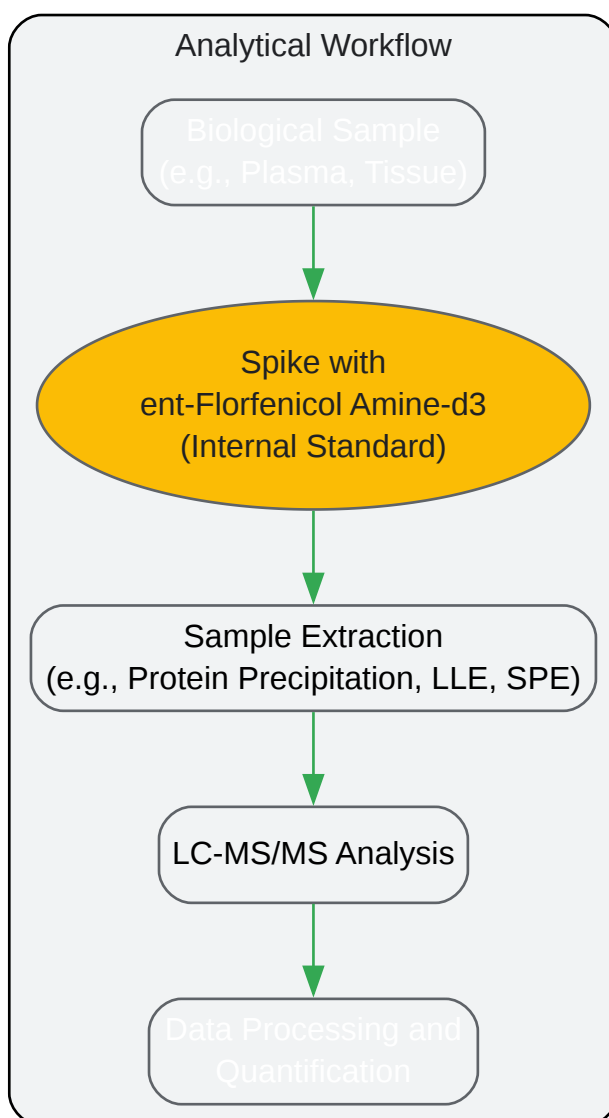 Analytical Workflow
Biological Sample
(e.g., Plasma, Tissue)
Spike with
ent-Florfenicol Amine-d3
(Internal Standard)
Sample Extraction
(e.g., Protein Precipitation, LLE, SPE)
LC-MS/MS Analysis
Data Processing and
Quantification